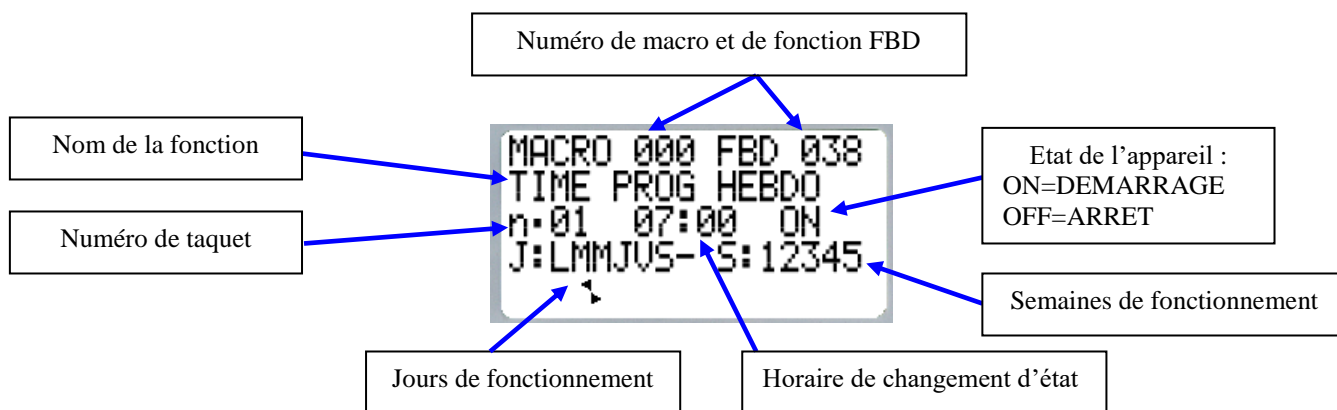 Numéro de macro et de fonction FBD
Nom de la fonction
Numéro de taquet
MACRO 000 FBD 038
TIME PROG HEBDO
n·01 07:00 ON
J:LMMJVS- S:12345
Etat de l’appareil :
ON=DEMARRAGE
OFF=ARRET
Semaines de fonctionnement
Jours de fonctionnement
Horaire de changement d’état